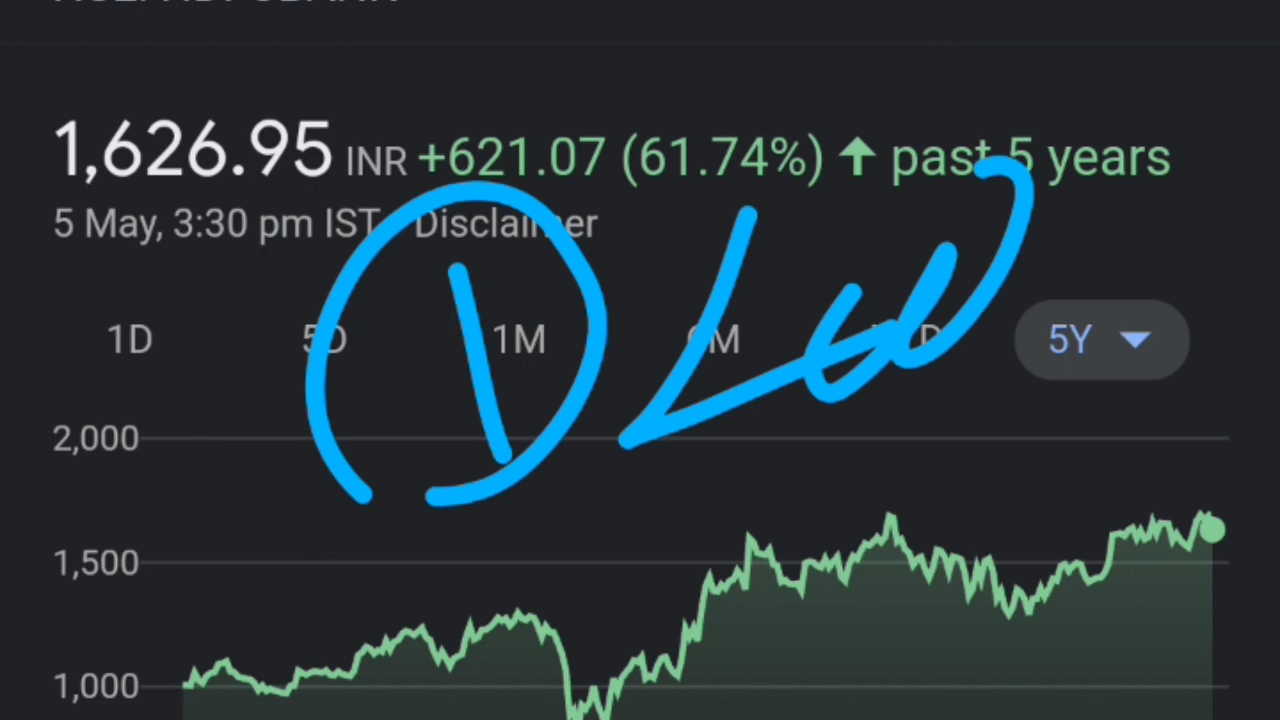 1,626.95 INR +621.07 (61.74%) ↑ past 5 years
5 May, 3:30 pm IST · Disclaimer
1D 5D 1M 6M 5Y
2,000
1,500
1,000